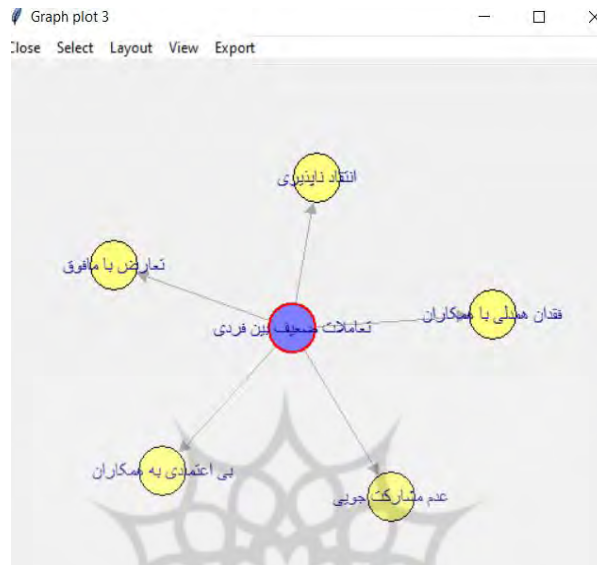 Graph plot 3
Close Select Layout View Export
انتقاد ناپذیری
تعارض با مافوق
فقدان همدلی با همکاران
تعاملات ضعیف بین فردی
بی اعتمادی به همکاران
عدم مشارکت جویی